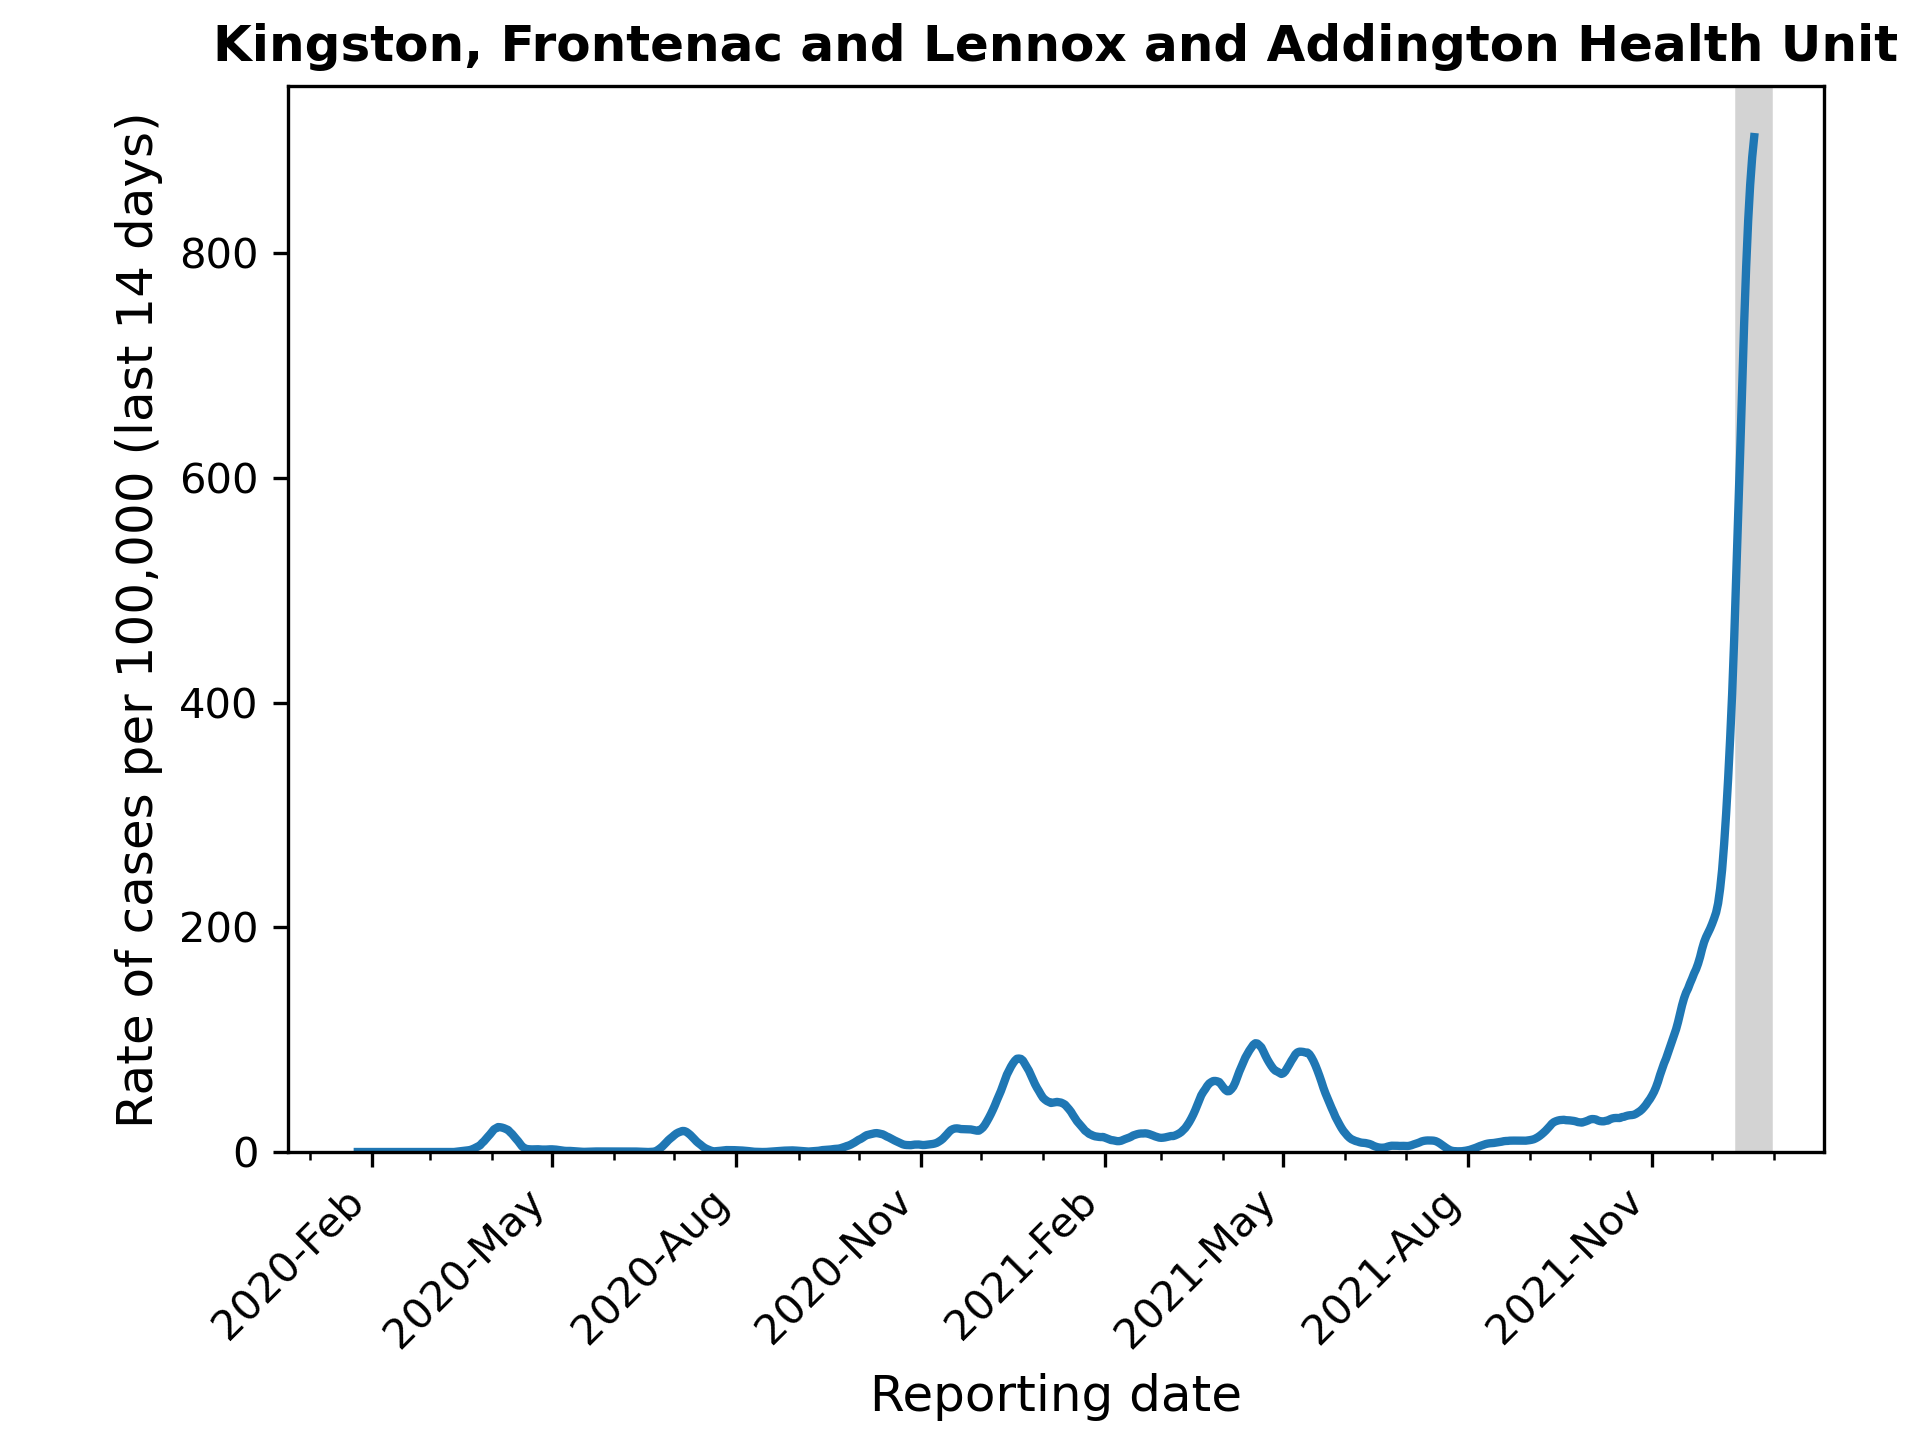 Kingston, Frontenac and Lennox and Addington Health Unit
Rate of cases per 100,000 (last 14 days)
800
600
400
200
0
2020-Feb
2020-May
2020-Aug
2020-Nov
2021-Feb
2021-May
2021-Aug
2021-Nov
Reporting date